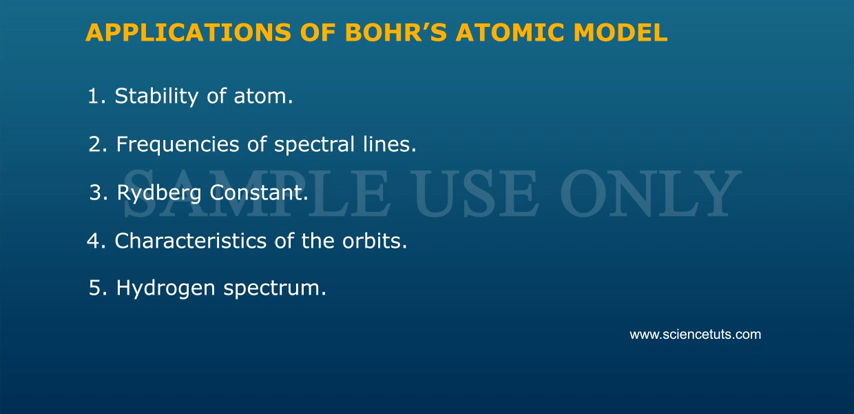 APPLICATIONS OF BOHR’S ATOMIC MODEL
1. Stability of atom.
2. Frequencies of spectral lines.
SAMPLE USE ONLY
3. Rydberg Constant.
4. Characteristics of the orbits.
5. Hydrogen spectrum.
www.sciencetuts.com